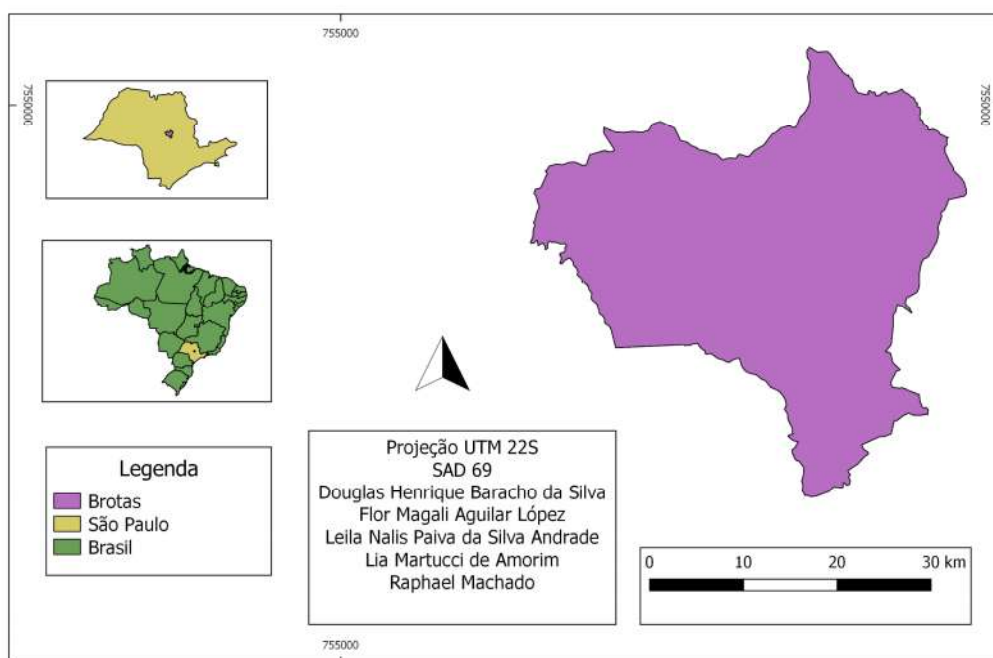 755000
7550000
7550000
Legenda
Brotas
São Paulo
Brasil
Projeção UTM 22S
SAD 69
Douglas Henrique Baracho da Silva
Flor Magali Aguilar López
Leila Nalis Paiva da Silva Andrade
Lia Martucci de Amorim
Raphael Machado
0 10 20 30 km
755000